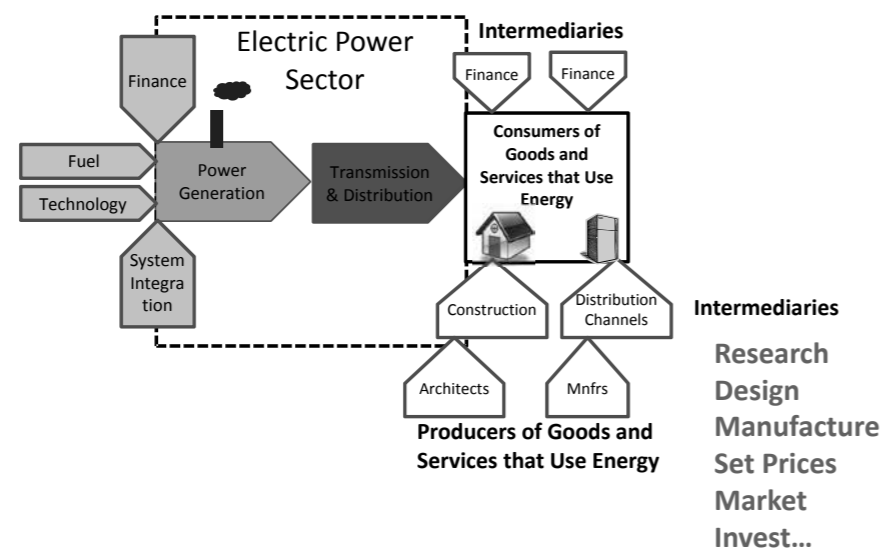 Electric Power
Sector
Intermediaries
Finance
Finance
Finance
Fuel
Technology
Power
Generation
Transmission
& Distribution
Consumers of
Goods and
Services that Use
Energy
System
Integra
tion
Construction
Distribution
Channels
Intermediaries
Architects
Mnfrs
Producers of Goods and
Services that Use Energy
Research
Design
Manufacture
Set Prices
Market
Invest…